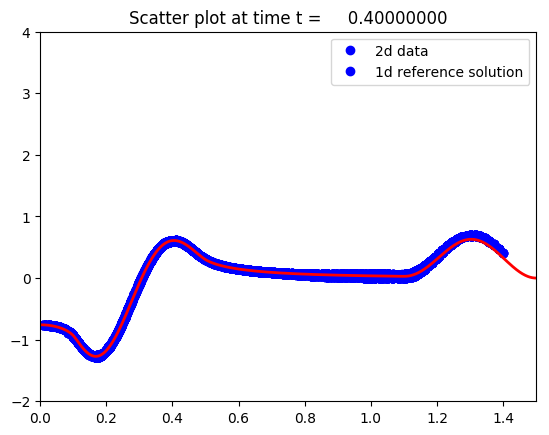 Scatter plot at time t =     0.40000000
4
2d data
1d reference solution
3
2
1
0
−1
−2
0.0 0.2 0.4 0.6 0.8 1.0 1.2 1.4